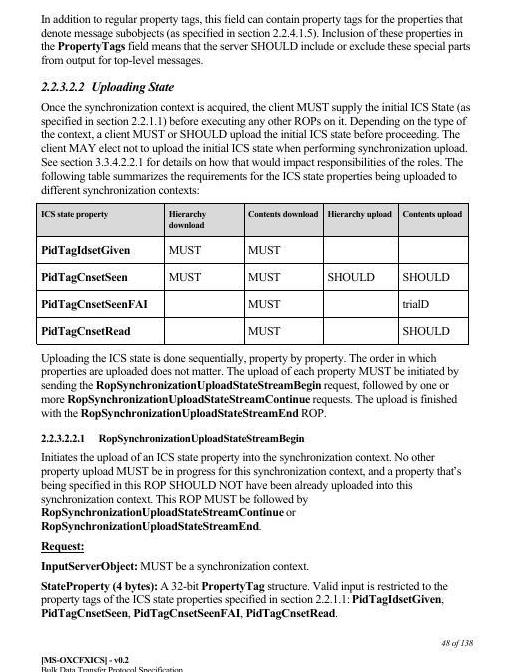 In addition to regular property tags, this field can contain property tags for the properties that
denote message subobjects (as specified in section 2.2.4.1.5). Inclusion of these properties in
the PropertyTags field means that the server SHOULD include or exclude these special parts
from output for top-level messages.
2.2.3.2.2 Uploading State
Once the synchronization context is acquired, the client MUST supply the initial ICS State (as
specified in section 2.2.1.1) before executing any other ROPs on it. Depending on the type of
the context, a client MUST or SHOULD upload the initial ICS state before proceeding. The
client MAY elect not to upload the initial ICS state when performing synchronization upload.
See section 3.3.4.2.2.1 for details on how that would impact responsibilities of the roles. The
following table summarizes the requirements for the ICS state properties being uploaded to
different synchronization contexts:
ICS state property Hierarchy download Contents download Hierarchy upload Contents upload
PidTagIdsetGiven MUST MUST
PidTagCnsetSeen MUST MUST SHOULD SHOULD
PidTagCnsetSeenFAI MUST trialD
PidTagCnsetRead MUST SHOULD
Uploading the ICS state is done sequentially, property by property. The order in which
properties are uploaded does not matter. The upload of each property MUST be initiated by
sending the RopSynchronizationUploadStateStreamBegin request, followed by one or
more RopSynchronizationUploadStateStreamContinue requests. The upload is finished
with the RopSynchronizationUploadStateStreamEnd ROP.
2.2.3.2.2.1 RopSynchronizationUploadStateStreamBegin
Initiates the upload of an ICS state property into the synchronization context. No other
property upload MUST be in progress for this synchronization context, and a property that's
being specified in this ROP SHOULD NOT have been already uploaded into this
synchronization context. This ROP MUST be followed by
RopSynchronizationUploadStateStreamContinue or
RopSynchronizationUploadStateStreamEnd.
Request:
InputServerObject: MUST be a synchronization context.
StateProperty (4 bytes): A 32-bit PropertyTag structure. Valid input is restricted to the
property tags of the ICS state properties specified in section 2.2.1.1: PidTagIdsetGiven,
PidTagCnsetSeen, PidTagCnsetSeenFAI, PidTagCnsetRead.
48 of 138
[MS-OXCFXICS] - v0.2
Bulk Data Transfer Protocol Specification